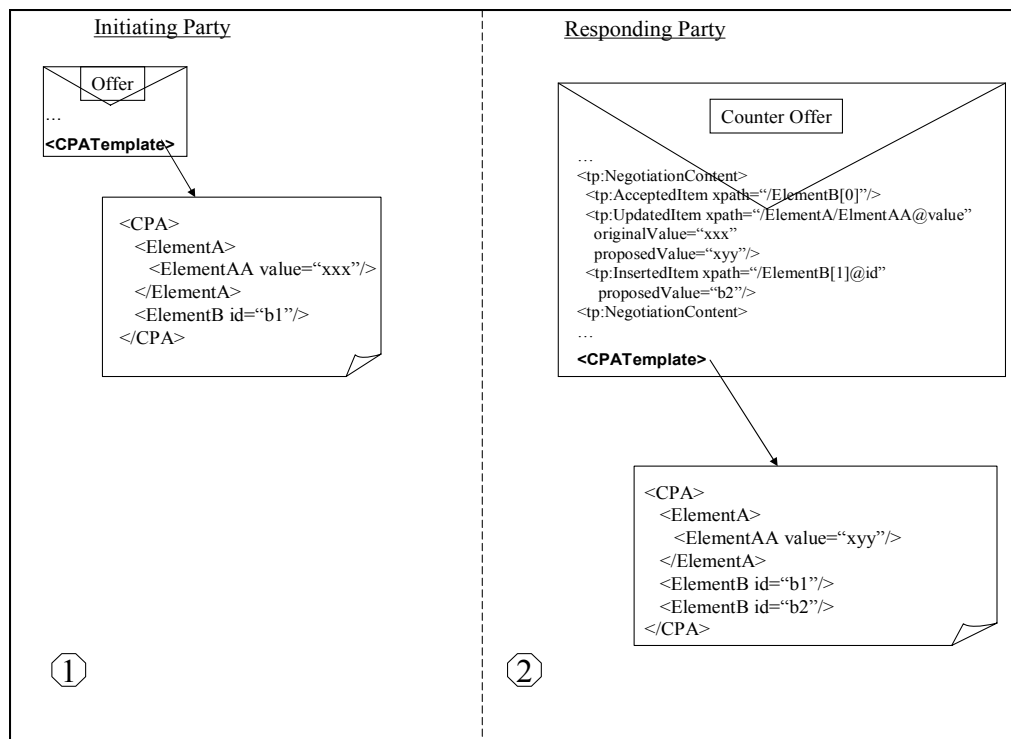 Initiating Party
Offer
…
<CPATemplate>
<CPA>
<ElementA>
<ElementAA value=“xxx”/>
</ElementA>
<ElementB id=“b1”/>
</CPA>
1
Responding Party
Counter Offer
…
<tp:NegotiationContent>
<tp:AcceptedItem xpath=“/ElementB[0]”/>
<tp:UpdatedItem xpath=“/ElementA/ElmentAA@value”
originalValue=“xxx”
proposedValue=“xyy”/>
<tp:InsertedItem xpath=“/ElementB[1]@id”
proposedValue=“b2”/>
<tp:NegotiationContent>
…
<CPATemplate>
<CPA>
<ElementA>
<ElementAA value=“xyy”/>
</ElementA>
<ElementB id=“b1”/>
<ElementB id=“b2”/>
</CPA>
2